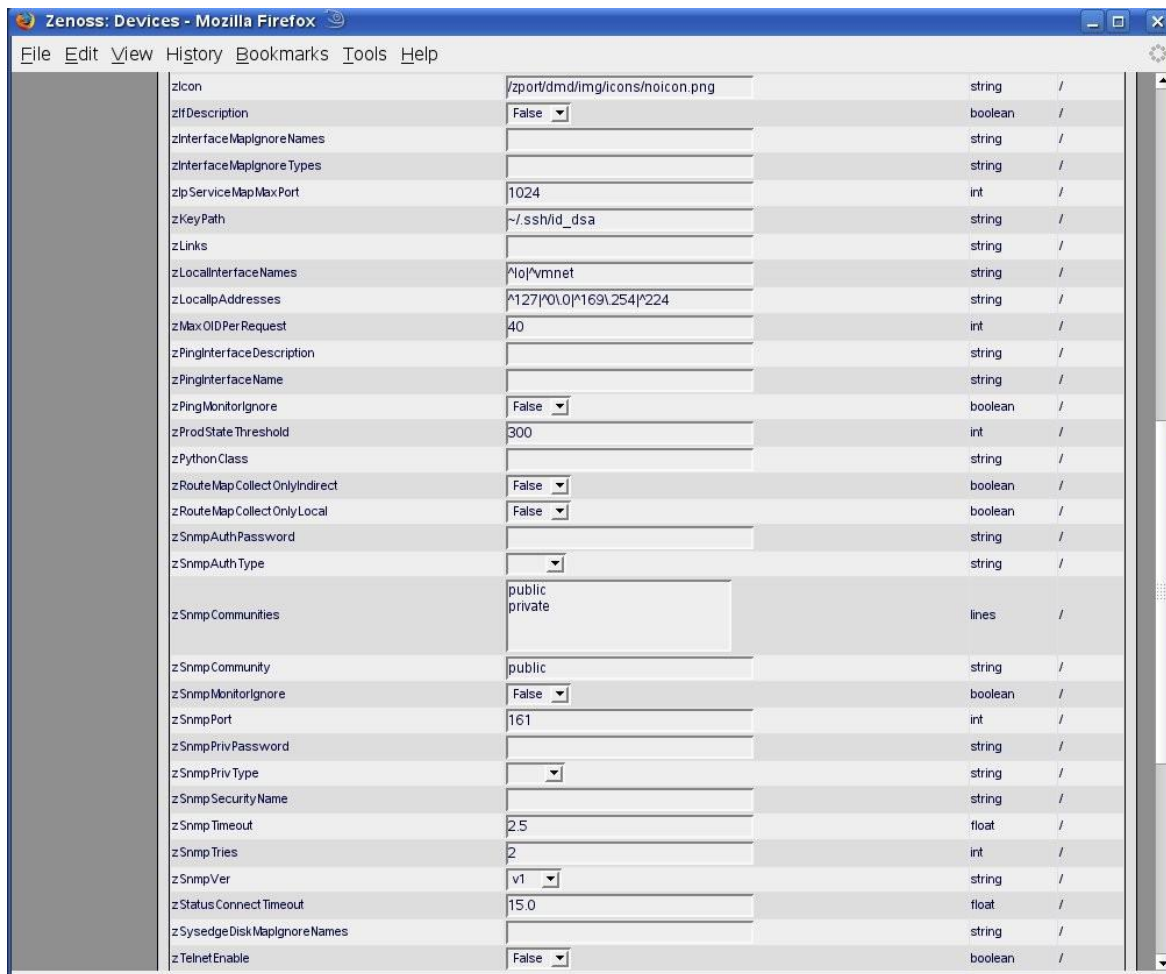 Zenoss: Devices - Mozilla Firefox
File Edit View History Bookmarks Tools Help
zIcon /zport/dmd/img/icons/noicon.png string /
zIfDescription False boolean /
zInterfaceMapIgnoreNames string /
zInterfaceMapIgnoreTypes string /
zIpServiceMapMaxPort 1024 int /
zKeyPath ~/.ssh/id_dsa string /
zLinks string /
zLocalInterfaceNames ^lo|^vmnet string /
zLocalIpAddresses ^127|^0\.0|^169\.254|^224 string /
zMaxOIDPerRequest 40 int /
zPingInterfaceDescription string /
zPingInterfaceName string /
zPingMonitorIgnore False boolean /
zProdStateThreshold 300 int /
zPythonClass string /
zRouteMapCollectOnlyIndirect False boolean /
zRouteMapCollectOnlyLocal False boolean /
zSnmpAuthPassword string /
zSnmpAuthType string /
zSnmpCommunities public lines /
private
zSnmpCommunity public string /
zSnmpMonitorIgnore False boolean /
zSnmpPort 161 int /
zSnmpPrivPassword string /
zSnmpPrivType string /
zSnmpSecurityName string /
zSnmpTimeout 2.5 float /
zSnmpTries 2 int /
zSnmpVer v1 string /
zStatusConnectTimeout 15.0 float /
zSysedgeDiskMapIgnoreNames string /
zTelnetEnable False boolean /